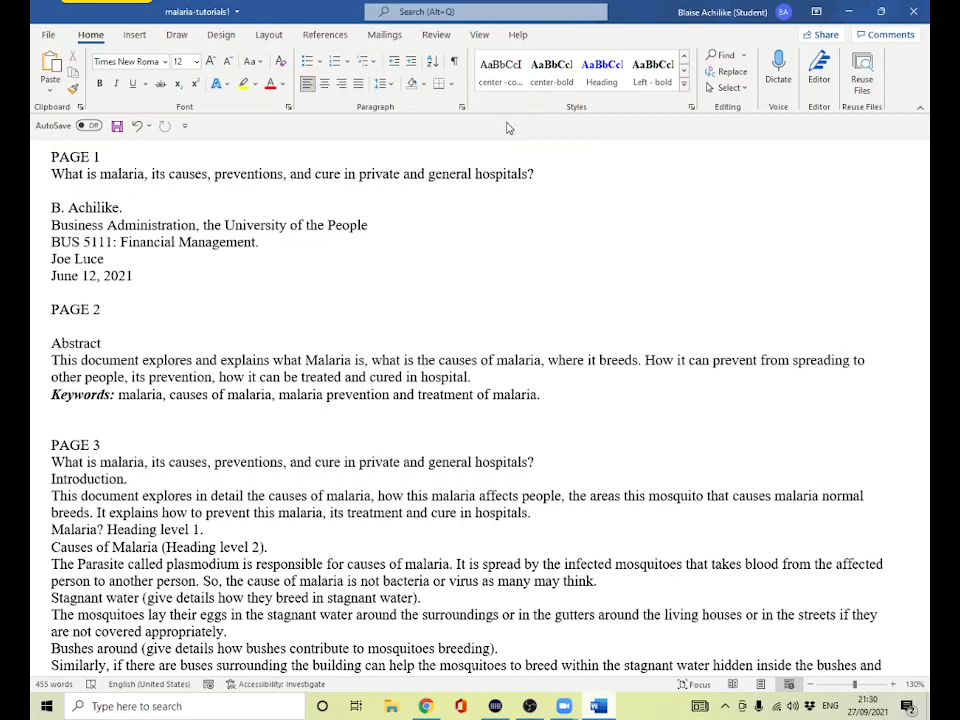 malaria-tutorials1
Search (Alt+Q)
Blaise Achilike (Student)
BA
File
Home
Insert
Draw
Design
Layout
References
Mailings
Review
View
Help
Share
Comments
Paste
Clipboard
Times New Roma
12
Font
Paragraph
AaBbCcI
center -co...
AaBbCcl
center-bold
AaBbCcl
Heading
AaBbCcl
Left - bold
Styles
Find
Replace
Select
Editing
Dictate
Voice
Editor
Editor
Reuse
Files
Reuse Files
AutoSave
Off
PAGE 1
What is malaria, its causes, preventions, and cure in private and general hospitals?
B. Achilike.
Business Administration, the University of the People
BUS 5111: Financial Management.
Joe Luce
June 12, 2021
PAGE 2
Abstract
This document explores and explains what Malaria is, what is the causes of malaria, where it breeds. How it can prevent from spreading to
other people, its prevention, how it can be treated and cured in hospital.
Keywords: malaria, causes of malaria, malaria prevention and treatment of malaria.
PAGE 3
What is malaria, its causes, preventions, and cure in private and general hospitals?
Introduction.
This document explores in detail the causes of malaria, how this malaria affects people, the areas this mosquito that causes malaria normal
breeds. It explains how to prevent this malaria, its treatment and cure in hospitals.
Malaria? Heading level 1.
Causes of Malaria (Heading level 2).
The Parasite called plasmodium is responsible for causes of malaria. It is spread by the infected mosquitoes that takes blood from the affected
person to another person. So, the cause of malaria is not bacteria or virus as many may think.
Stagnant water (give details how they breed in stagnant water).
The mosquitoes lay their eggs in the stagnant water around the surroundings or in the gutters around the living houses or in the streets if they
are not covered appropriately.
Bushes around (give details how bushes contribute to mosquitoes breeding).
Similarly, if there are buses surrounding the building can help the mosquitoes to breed within the stagnant water hidden inside the bushes and
455 words
English (United States)
Accessibility: Investigate
Focus
130%
Type here to search
ENG
21:30
27/09/2021
2